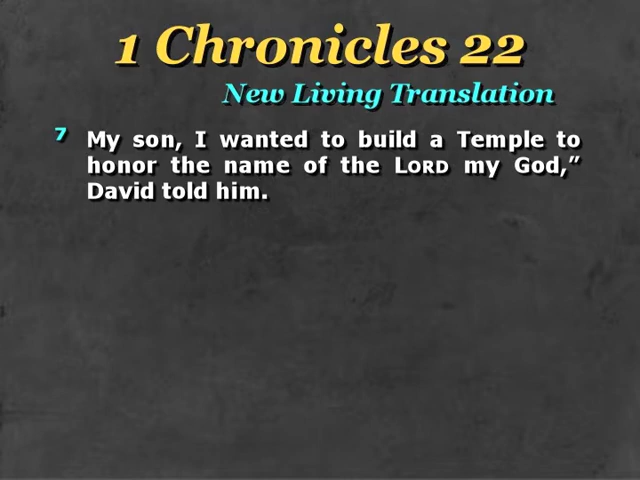 1 Chronicles 22
New Living Translation
7 My son, I wanted to build a Temple to
honor the name of the LORD my God,”
David told him.